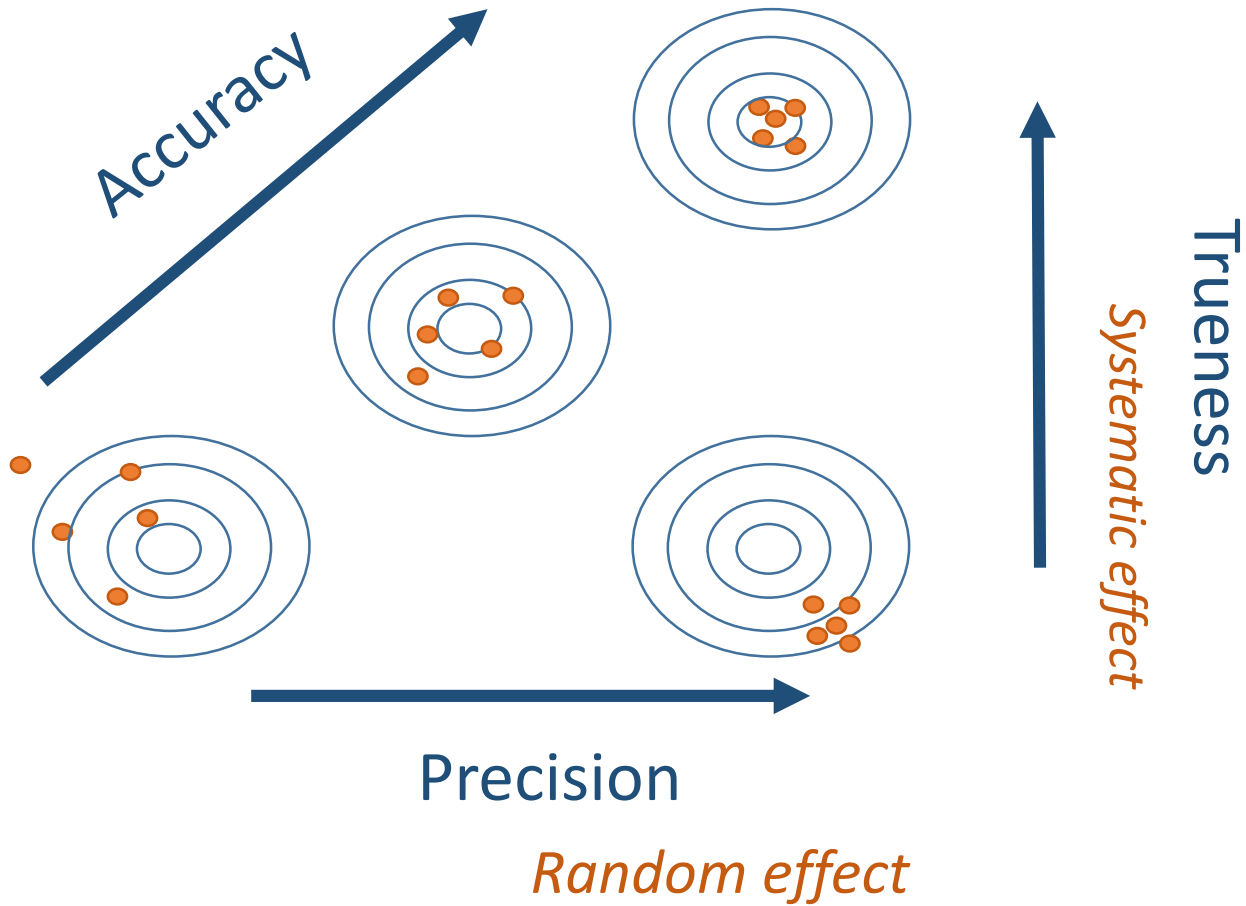 Accuracy
Trueness
Systematic effect
Precision
Random effect